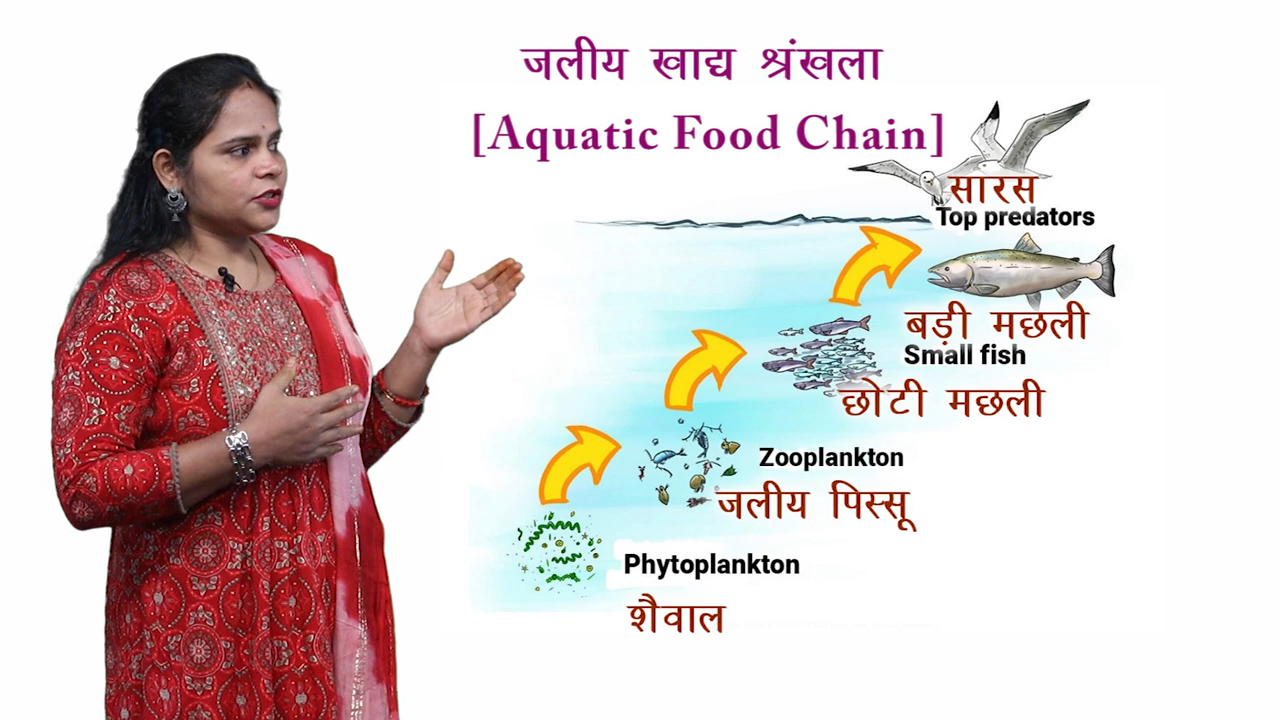 जलीय खाद्य श्रंखला
[Aquatic Food Chain]
सारस
Top predators
बड़ी मछली
Small fish
छोटी मछली
Zooplankton
जलीय पिस्सू
Phytoplankton
शैवाल